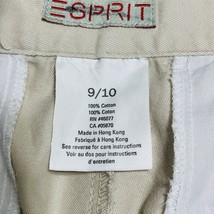 ESPRIT
9/10
100% Cotton
100% Coton
RN #46077
CA #05870
Made in Hong Kong
Fabriqué à Hong Kong
See reverse for care instructions
Voir au dos pour d'instructions
d'entretien